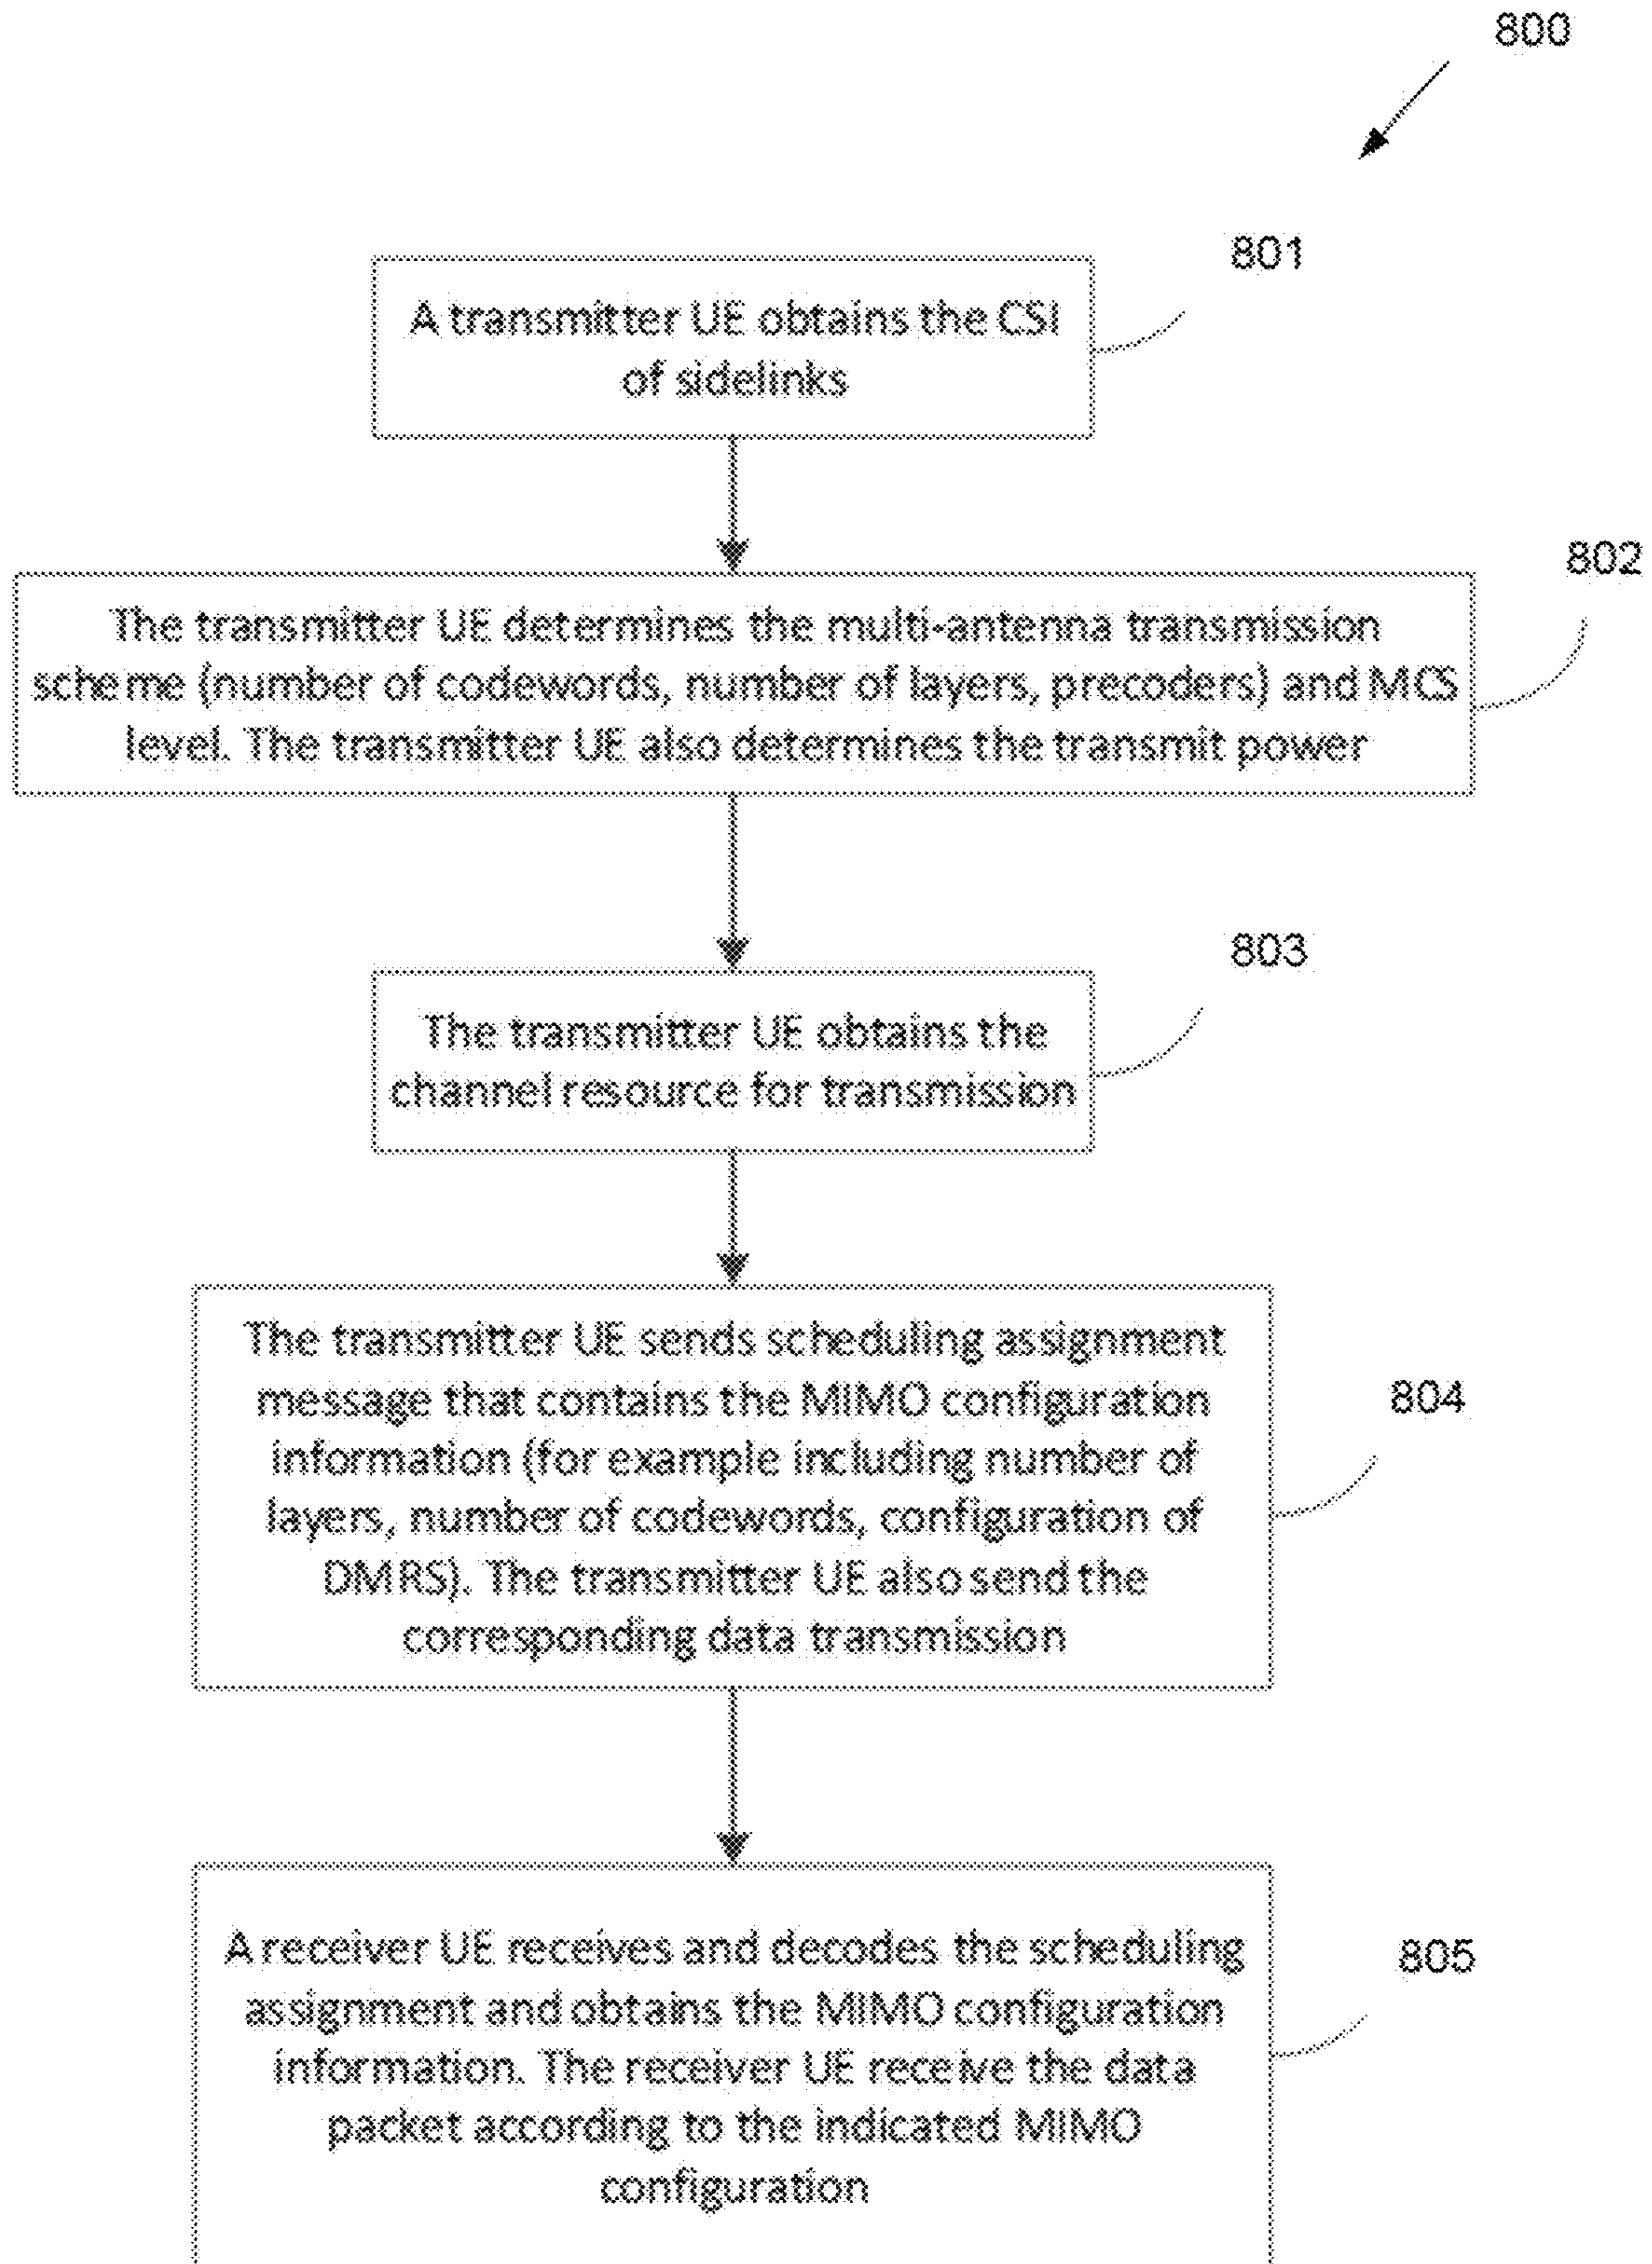 800
801
A transmitter UE obtains the CSI
of sidelinks
802
The transmitter UE determines the multi-antenna transmission
scheme (number of codewords, number of layers, precoders) and MCS
level. The transmitter UE also determines the transmit power
803
The transmitter UE obtains the
channel resource for transmission
The transmitter UE sends scheduling assignment
message that contains the MIMO configuration
804
information (for example including number of
layers, number of codewords, configuration of
DMRS). The transmitter UE also send the
corresponding data transmission
A receiver UE receives and decodes the scheduling
805
assignment and obtains the MIMO configuration
information. The receiver UE receive the data
packet according to the indicated MIMO
configuration